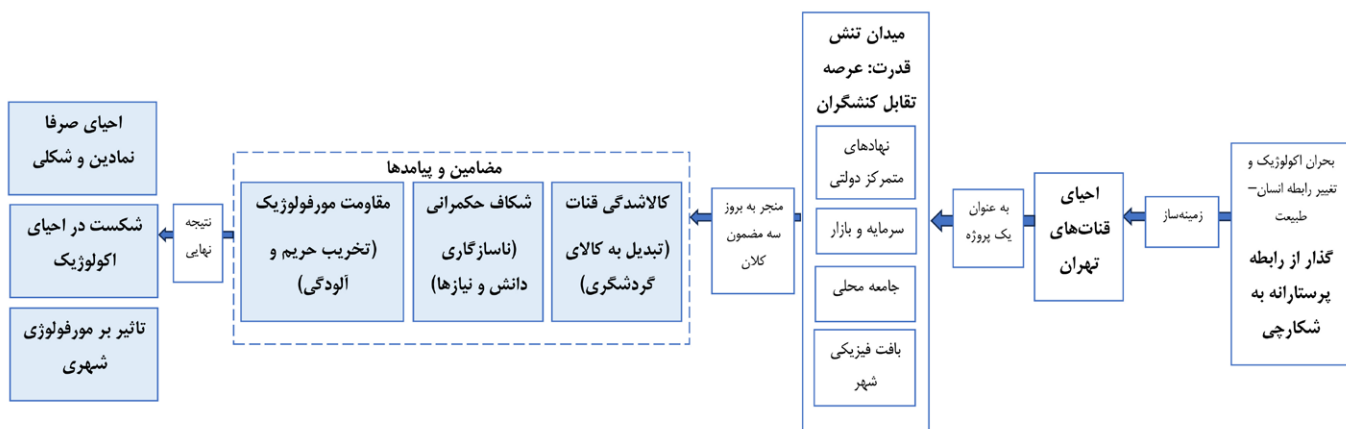 بحران اکولوژیک و
تغییر رابطه انسان–
طبیعت
گذار از رابطه
پرستارانه به
شکارچی
زمینه‌ساز
احیای
قنات‌های
تهران
به عنوان
یک پروژه
میدان تنش
قدرت: عرصه
تقابل کنشگران
نهادهای
متمرکز دولتی
سرمایه و بازار
جامعه محلی
بافت فیزیکی
شهر
منجر به بروز
سه مضمون
کلان
مضامین و پیامدها
کالاشدگی قنات
(تبدیل به کالای
گردشگری)
شکاف حکمرانی
(ناسازگاری
دانش و نیازها)
مقاومت مورفولوژیک
(تخریب حریم و
آلودگی)
نتیجه
نهایی
احیای صرفا
نمادین و شکلی
شکست در احیای
اکولوژیک
تاثیر بر مورفولوژی
شهری